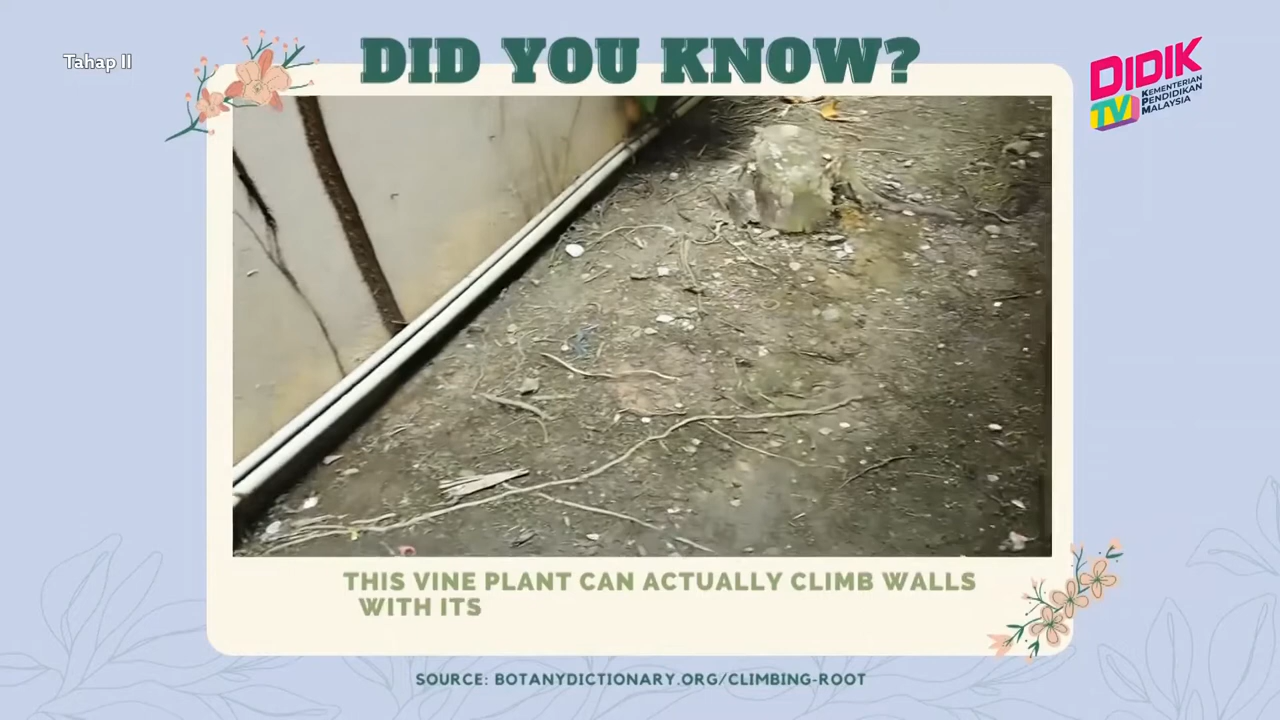 Tahap II
DID YOU KNOW?
DIDIK
TV
KEMENTERIAN
PENDIDIKAN
MALAYSIA
THIS VINE PLANT CAN ACTUALLY CLIMB WALLS
WITH ITS
SOURCE: BOTANYDICTIONARY.ORG/CLIMBING-ROOT